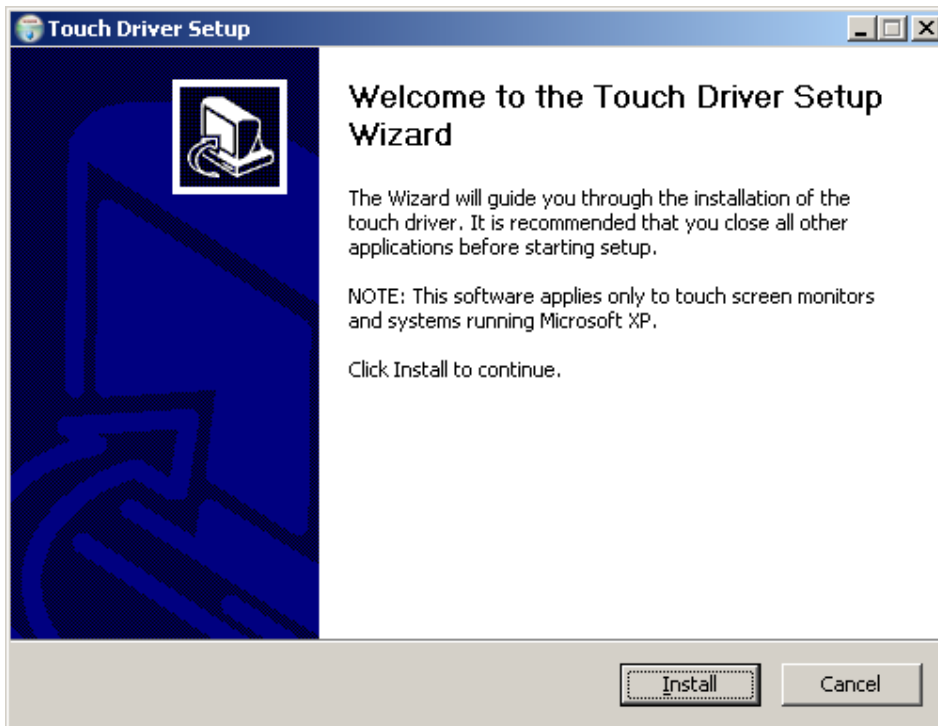 Touch Driver Setup
Welcome to the Touch Driver Setup
Wizard
The Wizard will guide you through the installation of the
touch driver. It is recommended that you close all other
applications before starting setup.
NOTE: This software applies only to touch screen monitors
and systems running Microsoft XP.
Click Install to continue.
Install
Cancel